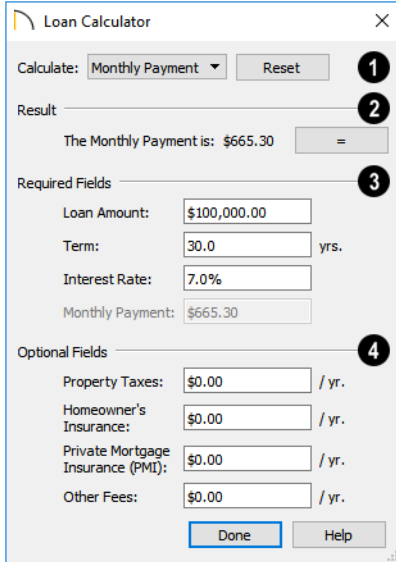 Loan Calculator
Calculate: Monthly Payment Reset 1
Result 2
The Monthly Payment is: $665.30 =
Required Fields 3
Loan Amount: $100,000.00
Term: 30.0 yrs.
Interest Rate: 7.0%
Monthly Payment: $665.30
Optional Fields 4
Property Taxes: $0.00 / yr.
Homeowner's
Insurance: $0.00 / yr.
Private Mortgage
Insurance (PMI): $0.00 / yr.
Other Fees: $0.00 / yr.
Done Help